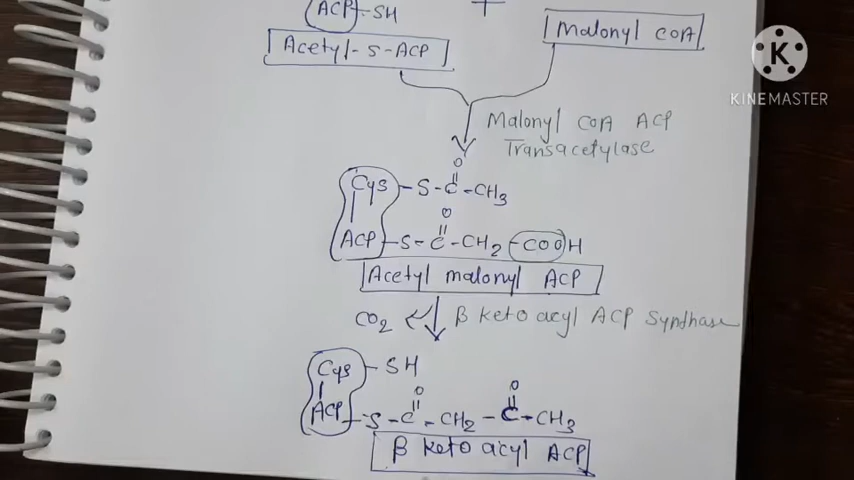 ACP-SH +
Acetyl-S-ACP
Malonyl COA
Malonyl COA ACP
Transacetylase
O
Cys-S-C-CH3
O
ACP-S-C-CH2-COOH
Acetyl malonyl ACP
CO2 β keto acyl ACP Synthase
Cys-SH
O O
ACP-S-C-CH2-C-CH3
β keto acyl ACP
KINEMASTER